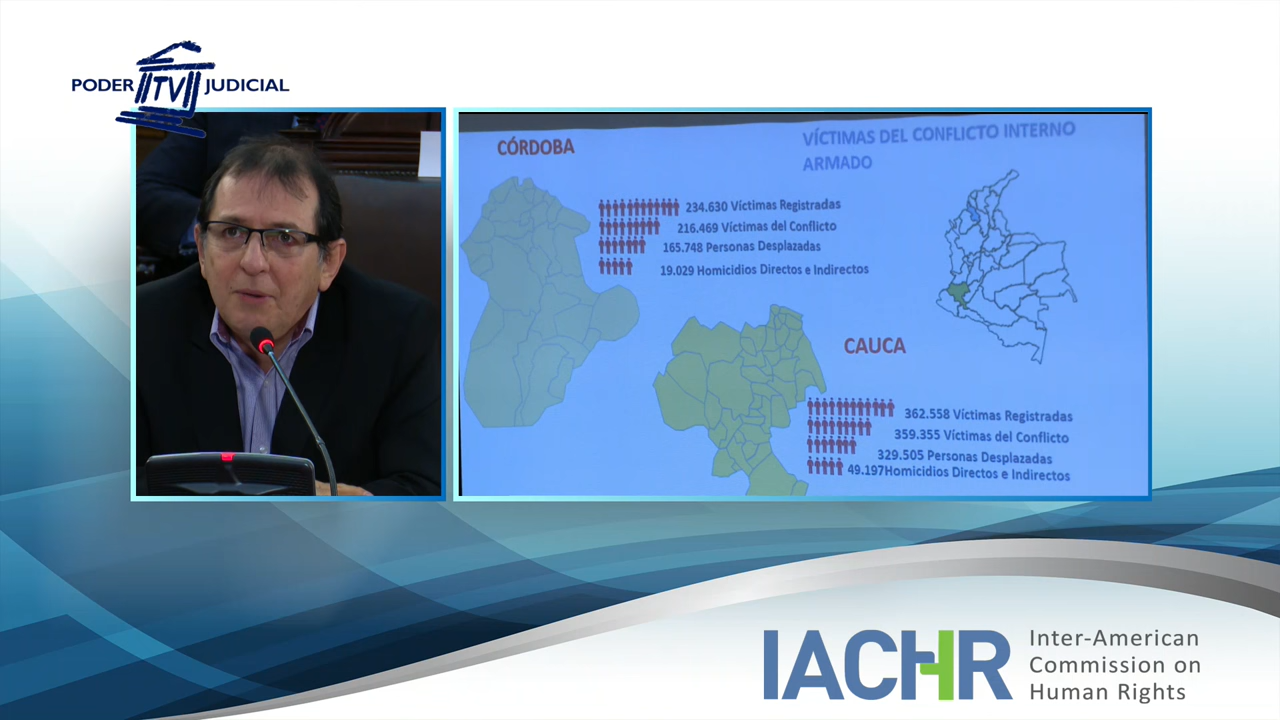 PODER TV JUDICIAL
CÓRDOBA
VÍCTIMAS DEL CONFLICTO INTERNO
ARMADO
234.630 Víctimas Registradas
216.469 Víctimas del Conflicto
165.748 Personas Desplazadas
19.029 Homicidios Directos e Indirectos
CAUCA
362.558 Víctimas Registradas
359.355 Víctimas del Conflicto
329.505 Personas Desplazadas
49.197Homicidios Directos e Indirectos
IACHR
Inter-American
Commission on
Human Rights